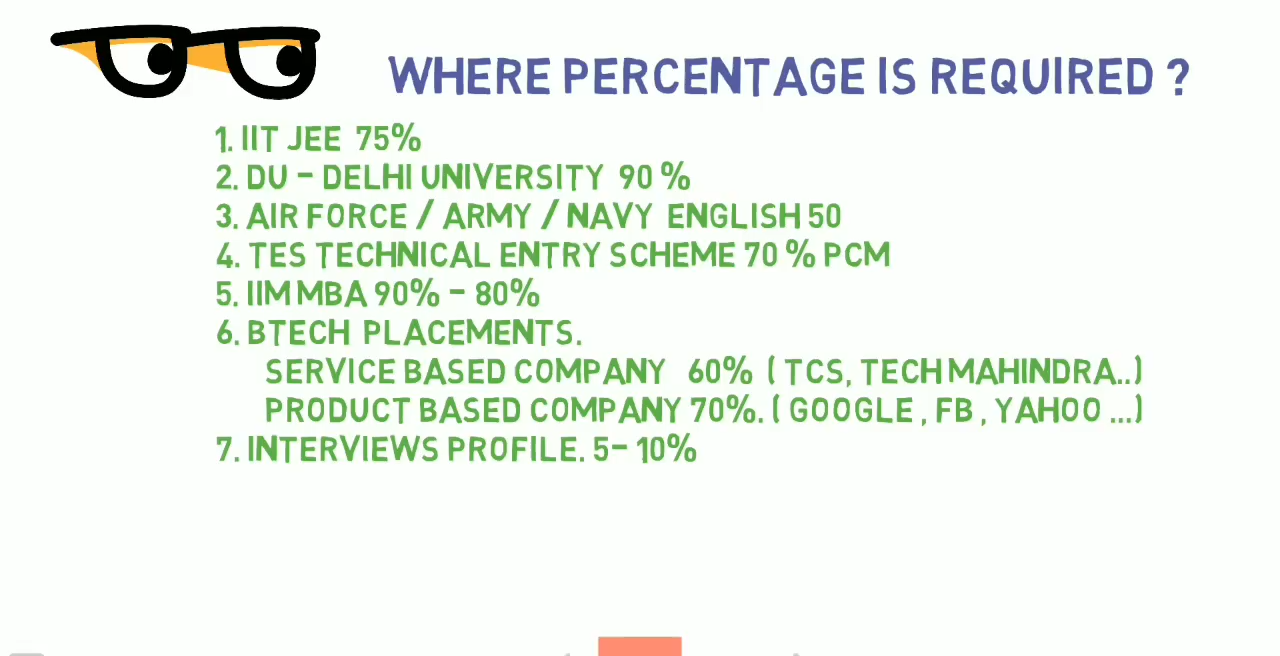 WHERE PERCENTAGE IS REQUIRED ?
1. IIT JEE 75%
2. DU - DELHI UNIVERSITY 90 %
3. AIR FORCE / ARMY / NAVY ENGLISH 50
4. TES TECHNICAL ENTRY SCHEME 70 % PCM
5. IIM MBA 90% - 80%
6. BTECH PLACEMENTS.
SERVICE BASED COMPANY 60% ( TCS, TECH MAHINDRA..)
PRODUCT BASED COMPANY 70%. ( GOOGLE , FB , YAHOO ...)
7. INTERVIEWS PROFILE. 5- 10%